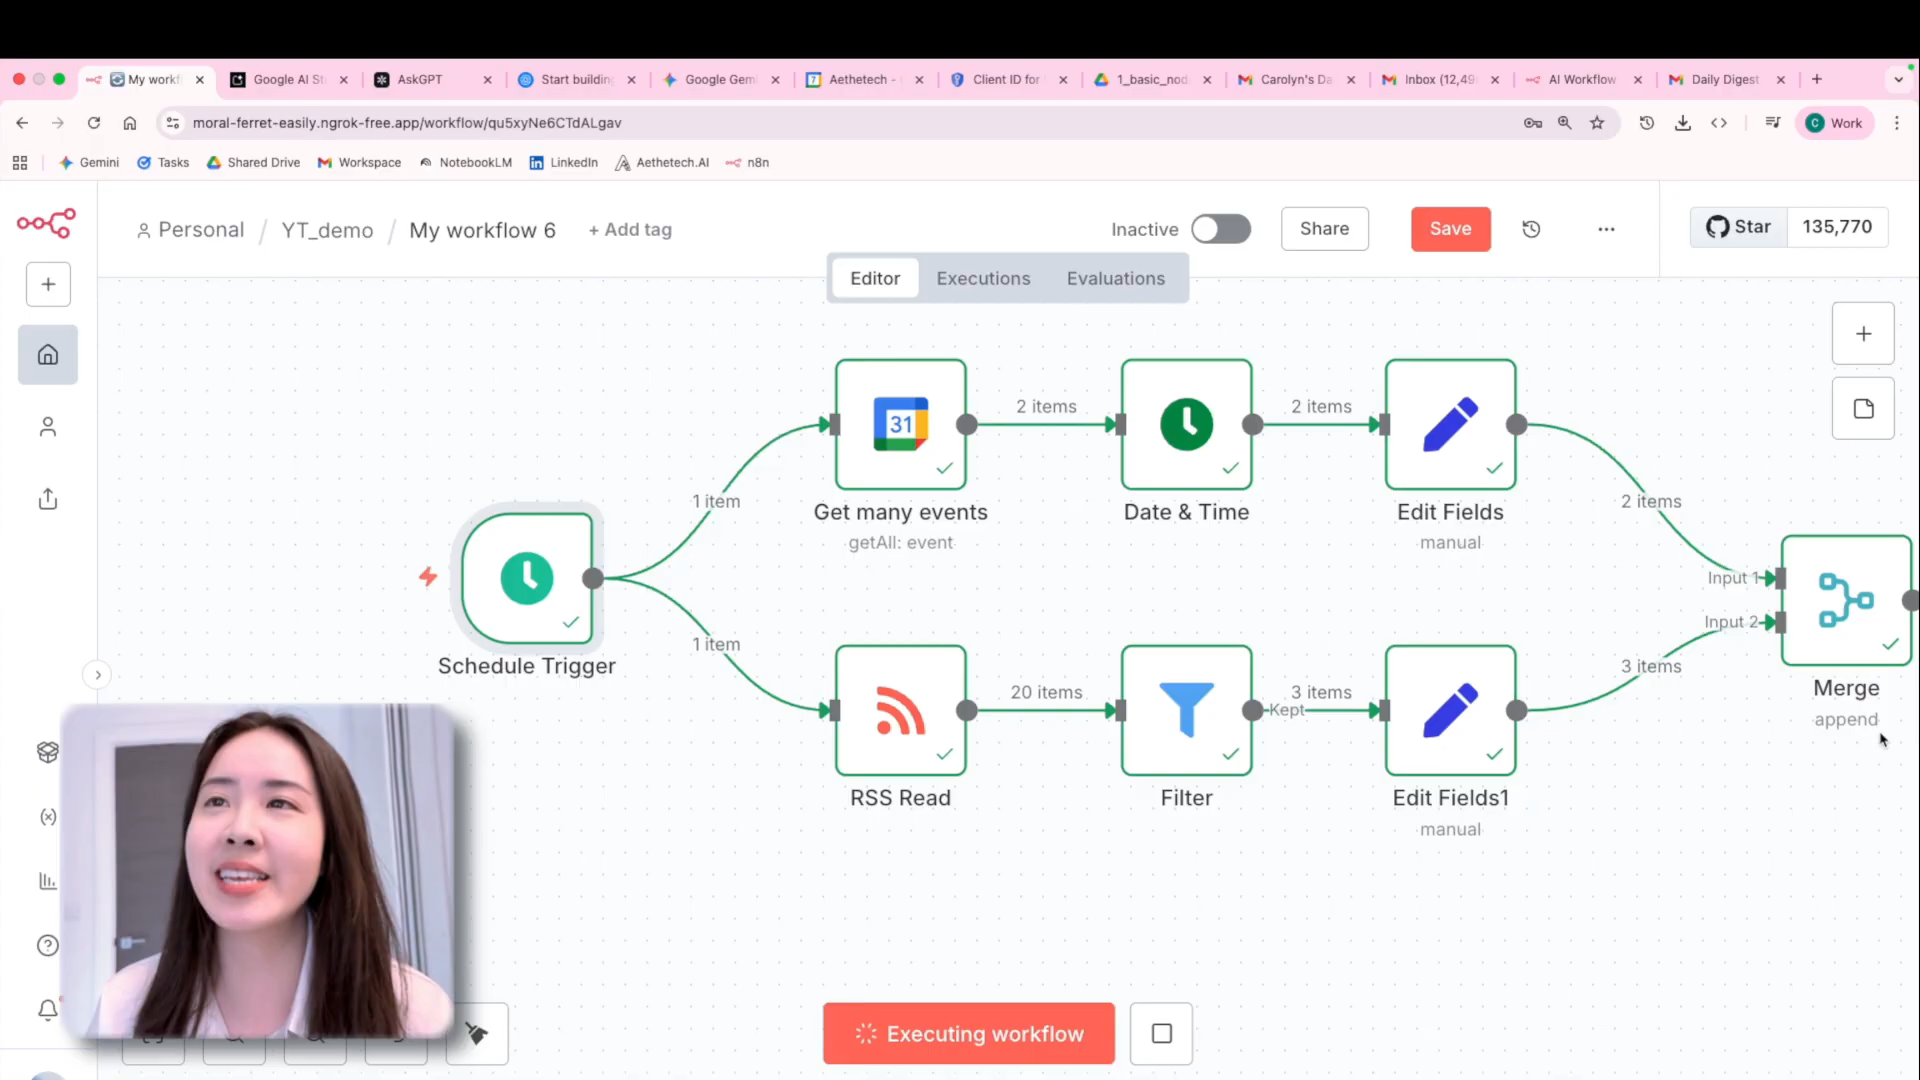 My workf
Google AI St
AskGPT
Start building
Google Gem
Aethetech -
Client ID for
1_basic_nod
Carolyn's Da
Inbox (12,49
AI Workflow
Daily Digest
moral-ferret-easily.ngrok-free.app/workflow/qu5xyNe6CTdALgav
C Work
Gemini
Tasks
Shared Drive
Workspace
NotebookLM
LinkedIn
Aethetech.AI
n8n
Personal / YT_demo / My workflow 6 + Add tag
Inactive
Share
Save
Star 135,770
Editor Executions Evaluations
31
2 items
2 items
1 item
2 items
Get many events
getAll: event
Date & Time
Edit Fields
manual
Input 1
Input 2
Schedule Trigger
1 item
3 items
20 items
3 items
Kept
Merge
append
RSS Read
Filter
Edit Fields1
manual
Executing workflow